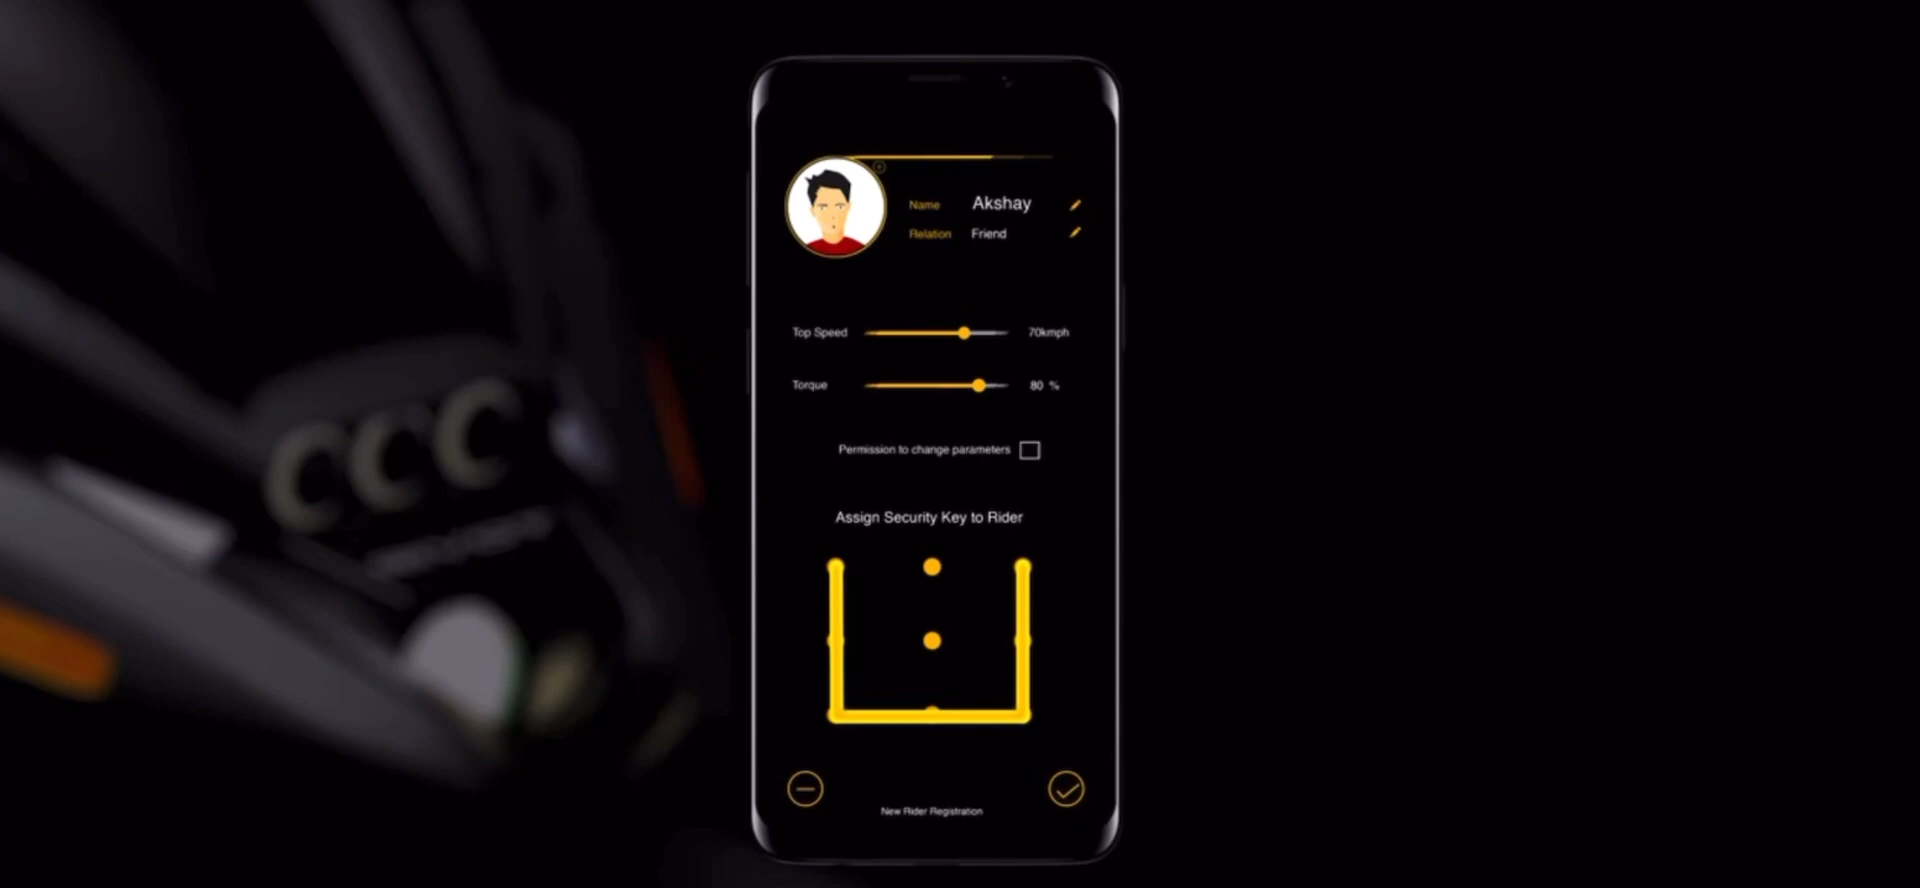 Name Akshay
Relation Friend
Top Speed 70kmph
Torque 80 %
Permission to change parameters
Assign Security Key to Rider
New Rider Registration